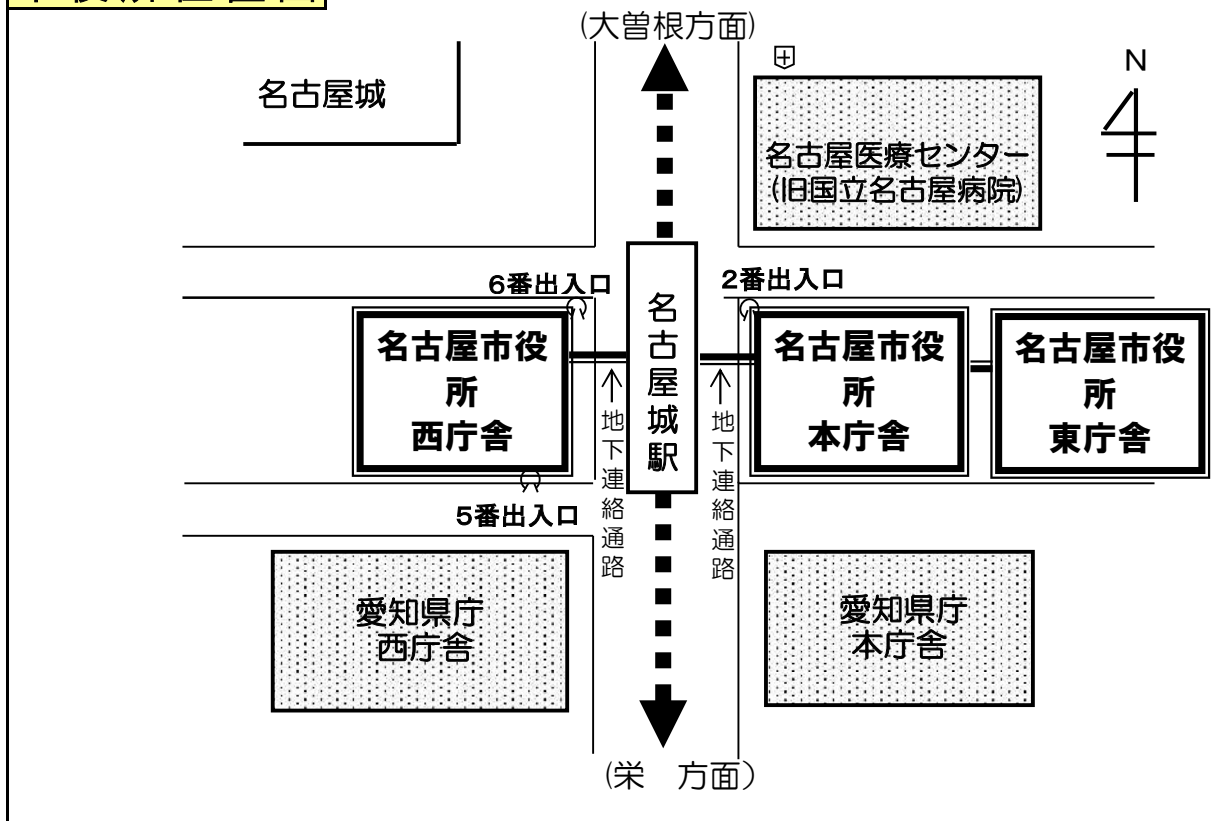 (大曽根方面)
名古屋城
N
名古屋医療センター
(旧国立名古屋病院)
6番出入口
2番出入口
名古屋城駅
名古屋市役
所
西庁舎
名古屋市役
所
本庁舎
名古屋市役
所
東庁舎
↑地下連絡通路
↑地下連絡通路
5番出入口
愛知県庁
西庁舎
愛知県庁
本庁舎
(栄　方面)